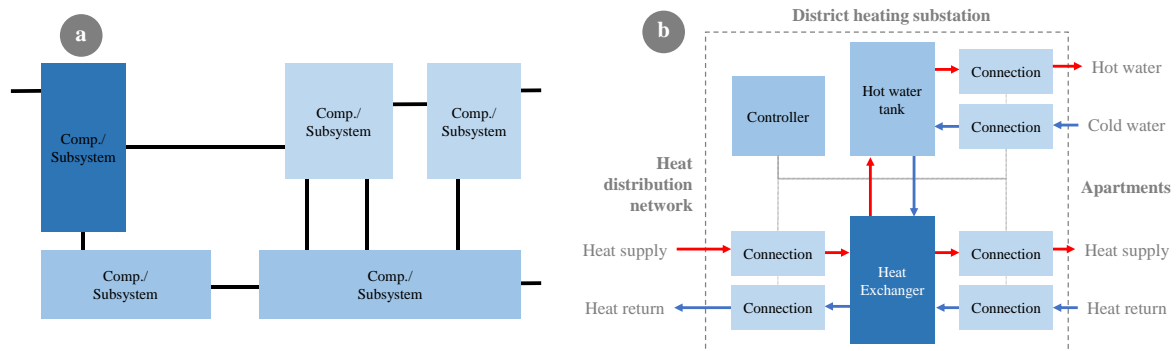 a
Comp./
Subsystem
Comp./
Subsystem
Comp./
Subsystem
Comp./
Subsystem
Comp./
Subsystem
b
District heating substation
Controller
Hot water
tank
Connection
Hot water
Connection
Cold water
Heat
distribution
network
Apartments
Heat supply
Connection
Heat
Exchanger
Connection
Heat supply
Heat return
Connection
Connection
Heat return